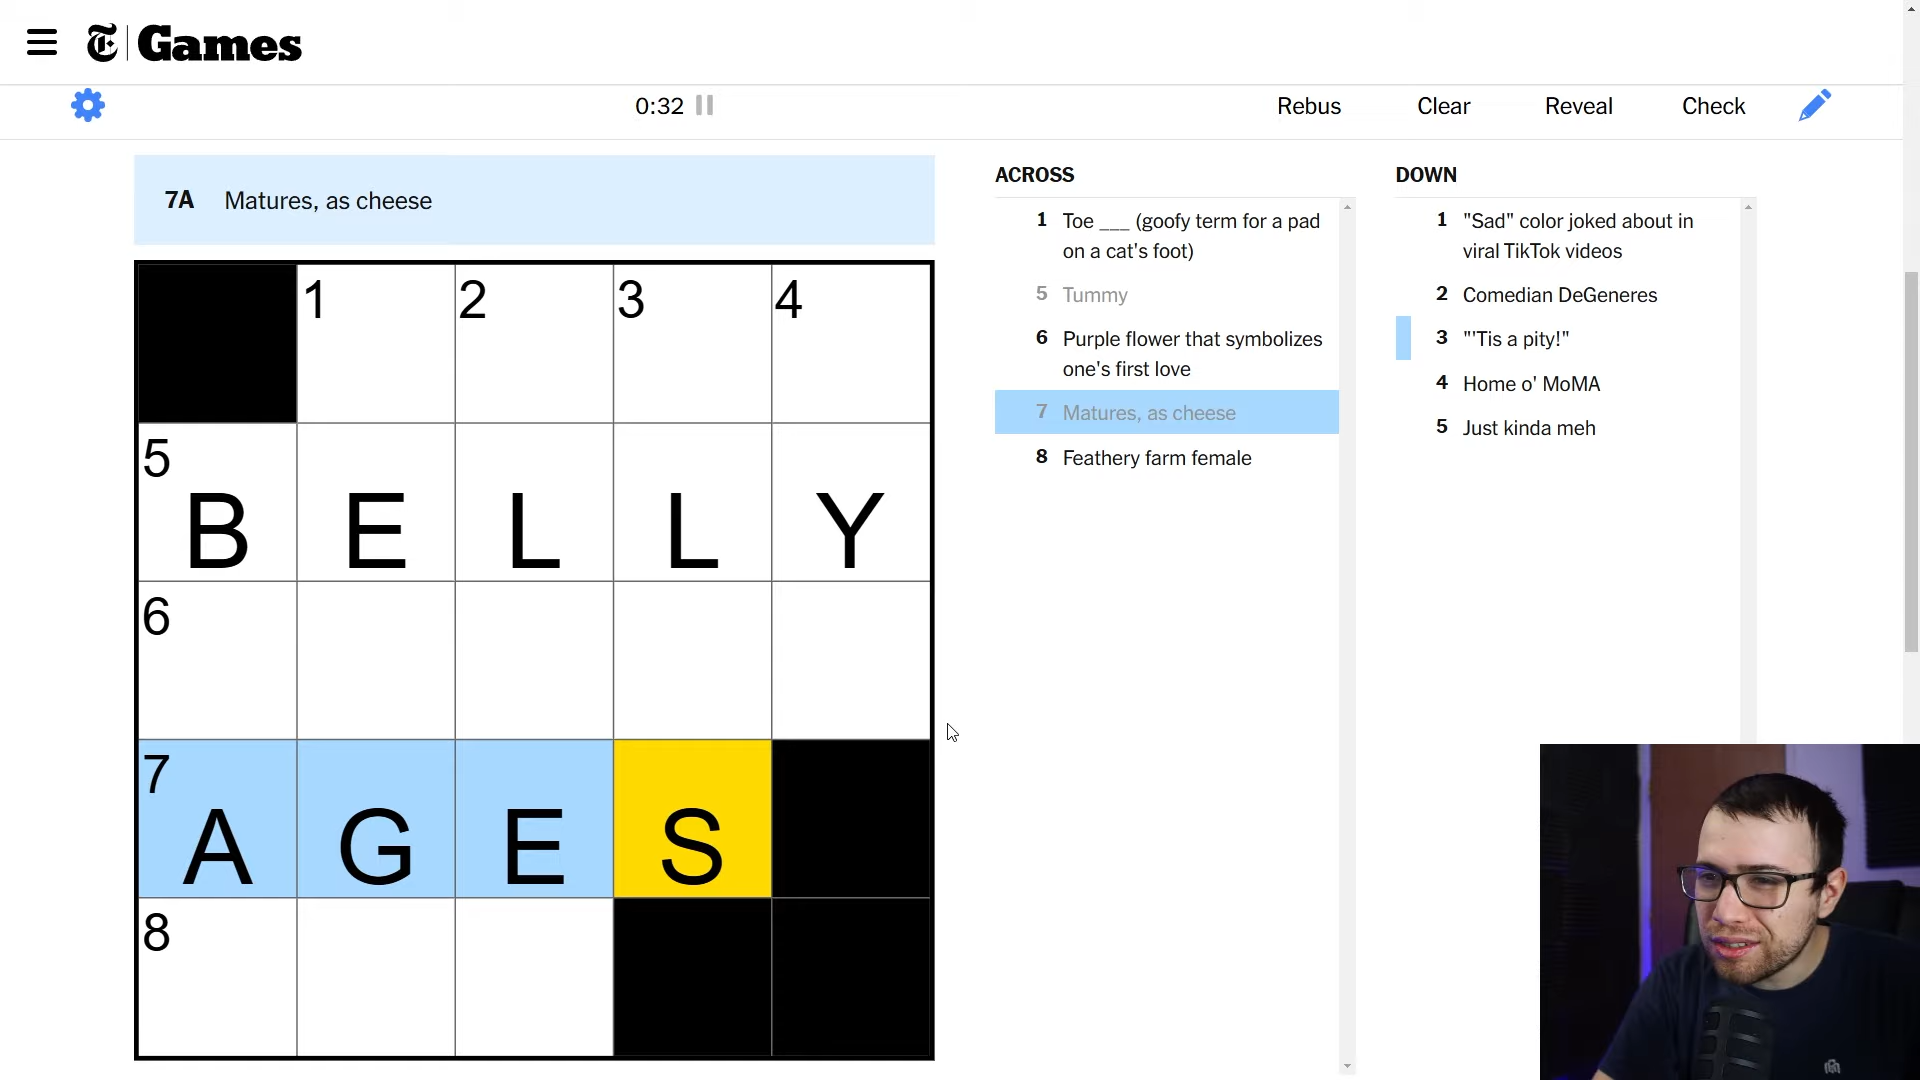 T Games
0:32
Rebus
Clear
Reveal
Check
7A Matures, as cheese
1 2 3 4
5
B E L L Y
6
7
A G E S
8
ACROSS
1 Toe ___ (goofy term for a pad
on a cat's foot)
5 Tummy
6 Purple flower that symbolizes
one's first love
7 Matures, as cheese
8 Feathery farm female
DOWN
1 "Sad" color joked about in
viral TikTok videos
2 Comedian DeGeneres
3 "'Tis a pity!"
4 Home o' MoMA
5 Just kinda meh